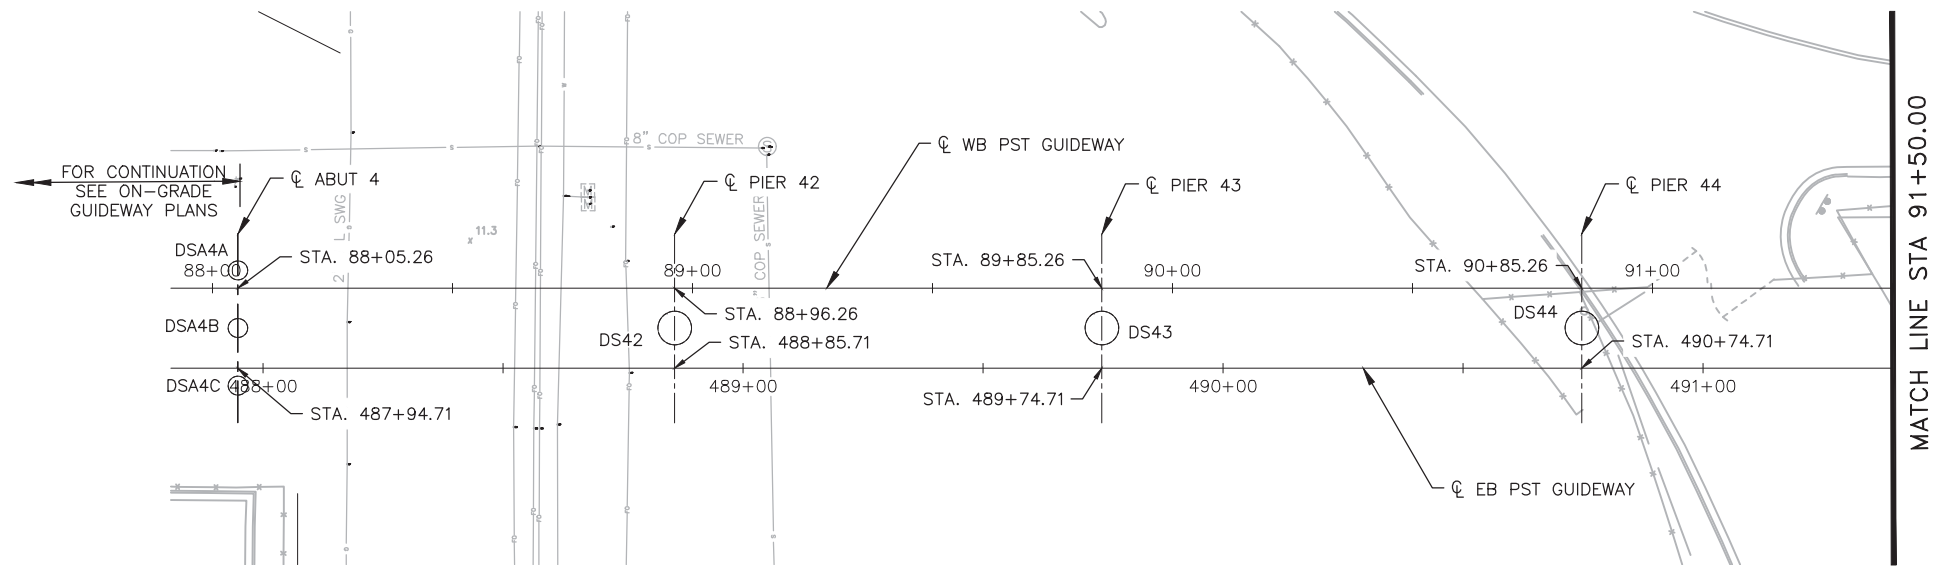 8" COP SEWER
℄ WB PST GUIDEWAY
FOR CONTINUATION
SEE ON-GRADE
GUIDEWAY PLANS
℄ ABUT 4
℄ PIER 42
℄ PIER 43
℄ PIER 44
11.3
L SWG
2
" COP SEWER
DSA4A
88+00
STA. 88+05.26
89+00
STA. 89+85.26
90+00
STA. 90+85.26
91+00
DSA4B
STA. 88+96.26
DS42
STA. 488+85.71
DS43
DS44
STA. 490+74.71
DSA4C
488+00
489+00
STA. 489+74.71
490+00
491+00
STA. 487+94.71
℄ EB PST GUIDEWAY
MATCH LINE STA 91+50.00